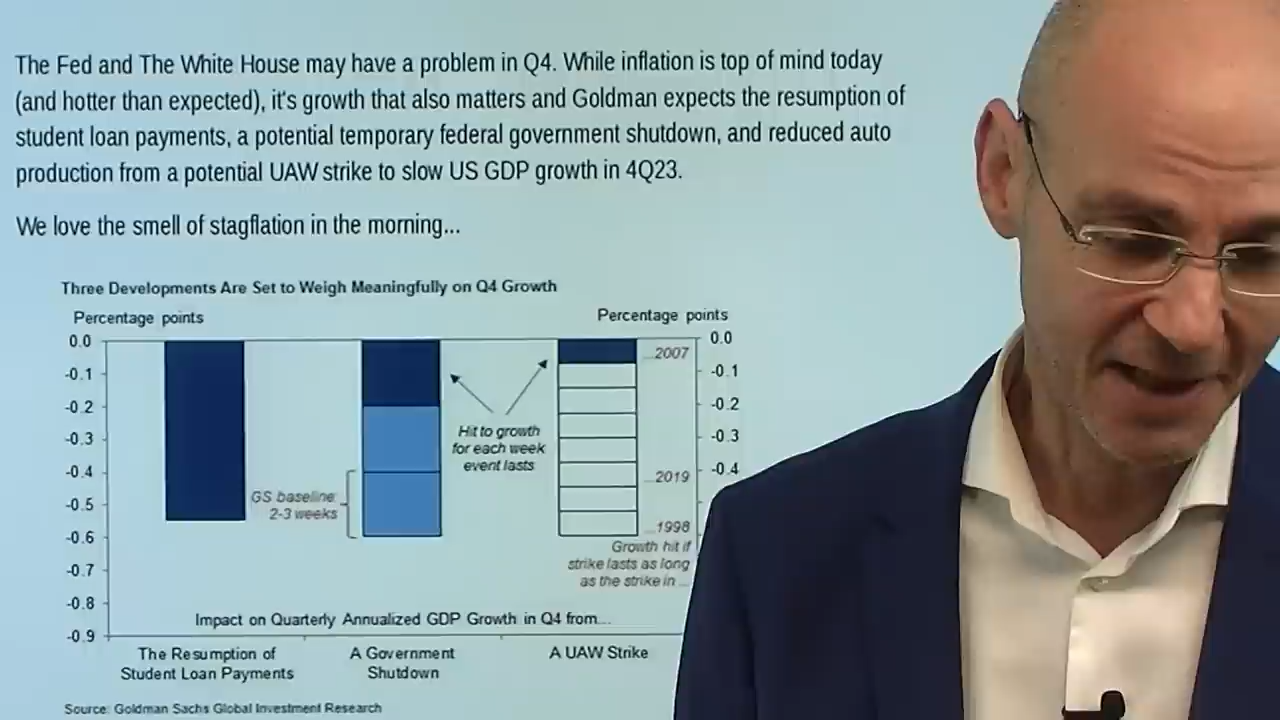 The Fed and The White House may have a problem in Q4. While inflation is top of mind today
(and hotter than expected), it's growth that also matters and Goldman expects the resumption of
student loan payments, a potential temporary federal government shutdown, and reduced auto
production from a potential UAW strike to slow US GDP growth in 4Q23.
We love the smell of stagflation in the morning...
Three Developments Are Set to Weigh Meaningfully on Q4 Growth
Percentage points
Percentage points
0.0
-0.1
-0.2
-0.3
-0.4
-0.5
-0.6
-0.7
-0.8
-0.9
GS baseline:
2-3 weeks
Hit to growth
for each week
event lasts
...2007
...2019
...1998
Growth hit if
strike lasts as long
as the strike in ...
0.0
-0.1
-0.2
-0.3
-0.4
Impact on Quarterly Annualized GDP Growth in Q4 from...
The Resumption of
Student Loan Payments
A Government
Shutdown
A UAW Strike
Source: Goldman Sachs Global Investment Research